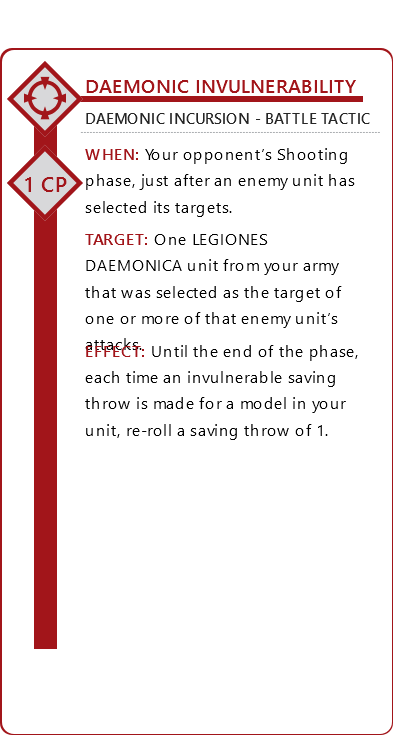 DAEMONIC INVULNERABILITY
DAEMONIC INCURSION - BATTLE TACTIC
1 CP
WHEN: Your opponent's Shooting
phase, just after an enemy unit has
selected its targets.
TARGET: One LEGIONES
DAEMONICA unit from your army
that was selected as the target of
one or more of that enemy unit's
attacks.
EFFECT: Until the end of the phase,
each time an invulnerable saving
throw is made for a model in your
unit, re-roll a saving throw of 1.